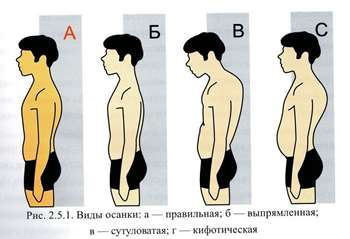 А Б В С
Рис. 2.5.1. Виды осанки: а — правильная; б — выпрямленная;
в — сутуловатая; г — кифотическая